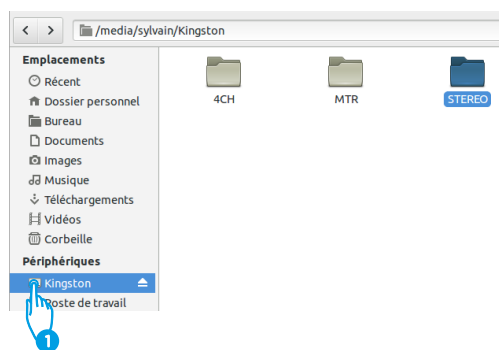 /media/sylvain/Kingston
Emplacements
Récent
Dossier personnel
Bureau
Documents
Images
Musique
Téléchargements
Vidéos
Corbeille
Périphériques
Kingston
Poste de travail
4CH
MTR
STEREO
1